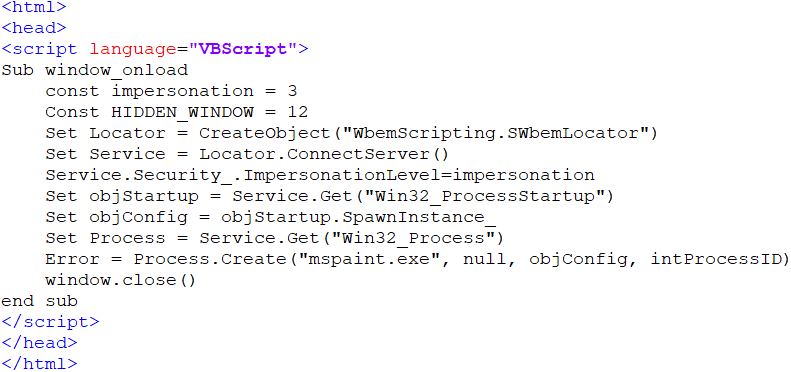 <html>
<head>
<script language="VBScript">
Sub window_onload
    const impersonation = 3
    Const HIDDEN_WINDOW = 12
    Set Locator = CreateObject("WbemScripting.SWbemLocator")
    Set Service = Locator.ConnectServer()
    Service.Security_.ImpersonationLevel=impersonation
    Set objStartup = Service.Get("Win32_ProcessStartup")
    Set objConfig = objStartup.SpawnInstance_
    Set Process = Service.Get("Win32_Process")
    Error = Process.Create("mspaint.exe", null, objConfig, intProcessID)
    window.close()
end sub
</script>
</head>
</html>